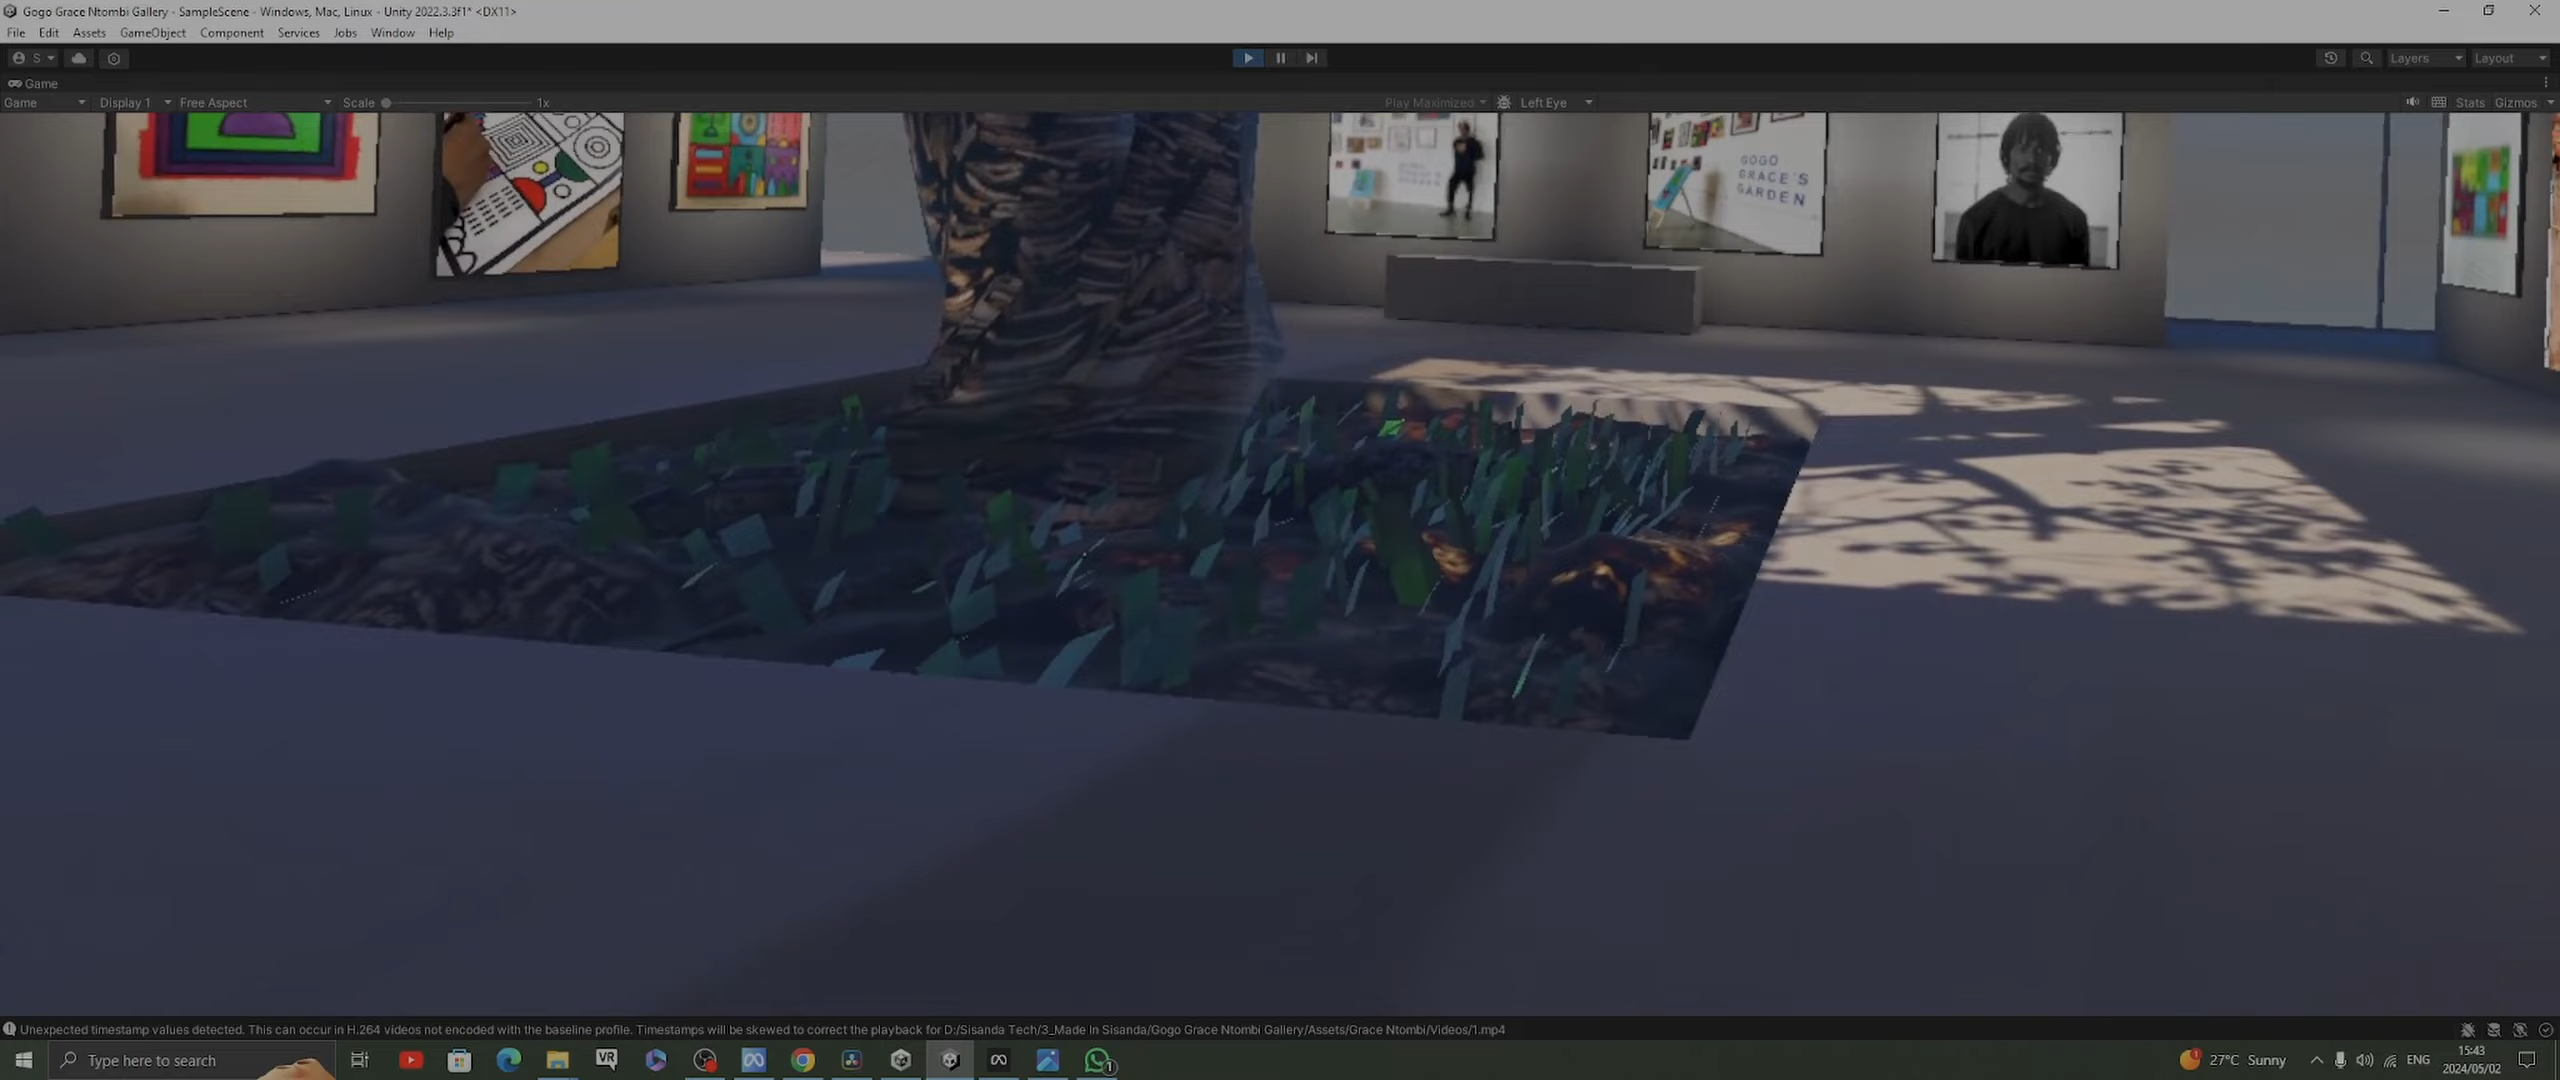 Gogo Grace Ntombi Gallery - SampleScene - Windows, Mac, Linux - Unity 2022.3.3f1* <DX11>
File Edit Assets GameObject Component Services Jobs Window Help
S Layers Layout
Game
Game Display 1 Free Aspect Scale 1x Play Maximized Left Eye Stats Gizmos
GOGO
GRACE'S
GARDEN
Unexpected timestamp values detected. This can occur in H.264 videos not encoded with the baseline profile. Timestamps will be skewed to correct the playback for D:/Sisanda Tech/3_Made In Sisanda/Gogo Grace Ntombi Gallery/Assets/Grace Ntombi/Videos/1.mp4
Type here to search VR 1 27°C Sunny ENG 15:43
2024/05/02